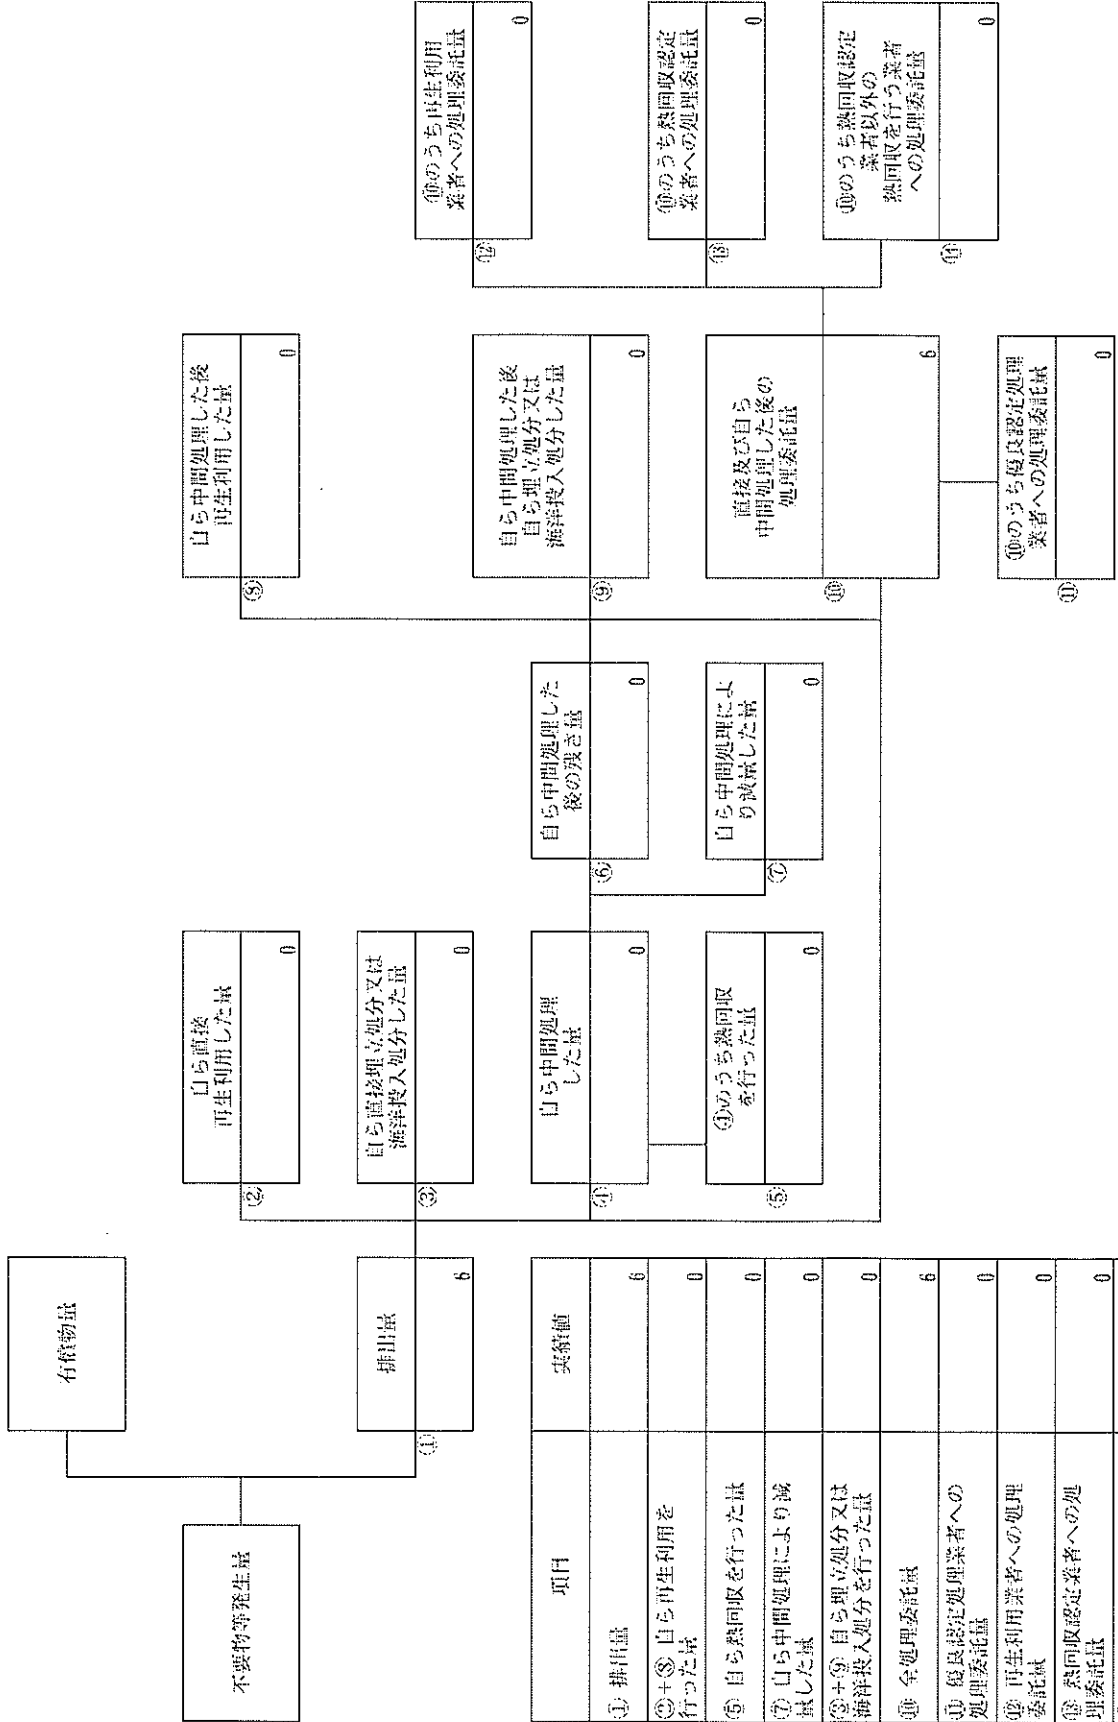 不要物等発生量
有償物量
①
排出量
6
②
自ら直接
再生利用した量
0
③
自ら直接埋立処分又は
海洋投入処分した量
0
④
自ら中間処理
した量
0
⑤
④のうち熱回収
を行った量
0
⑥
自ら中間処理した
後の残さ量
0
⑦
自ら中間処理によ
り減量した量
0
⑧
自ら中間処理した後
再生利用した量
0
⑨
自ら中間処理した後
自ら埋立処分又は
海洋投入処分した量
0
⑩
直接及び自ら
中間処理した後の
処理委託量
6
⑪
⑩のうち優良認定処理
業者への処理委託量
0
⑫
⑩のうち再生利用
業者への処理委託量
0
⑬
⑩のうち熱回収認定
業者への処理委託量
0
⑭
⑩のうち熱回収認定
業者以外の
熱回収を行う業者
への処理委託量
0
項目 実績値
① 排出量 6
②+⑧ 自ら再生利用を
行った量 0
⑤ 自ら熱回収を行った量 0
⑦ 自ら中間処理により減
量した量 0
③+⑨ 自ら埋立処分又は
海洋投入処分を行った量 0
⑩ 全処理委託量 6
⑪ 優良認定処理業者への
処理委託量 0
⑫ 再生利用業者への処理
委託量 0
⑬ 熱回収認定業者への処
理委託量 0